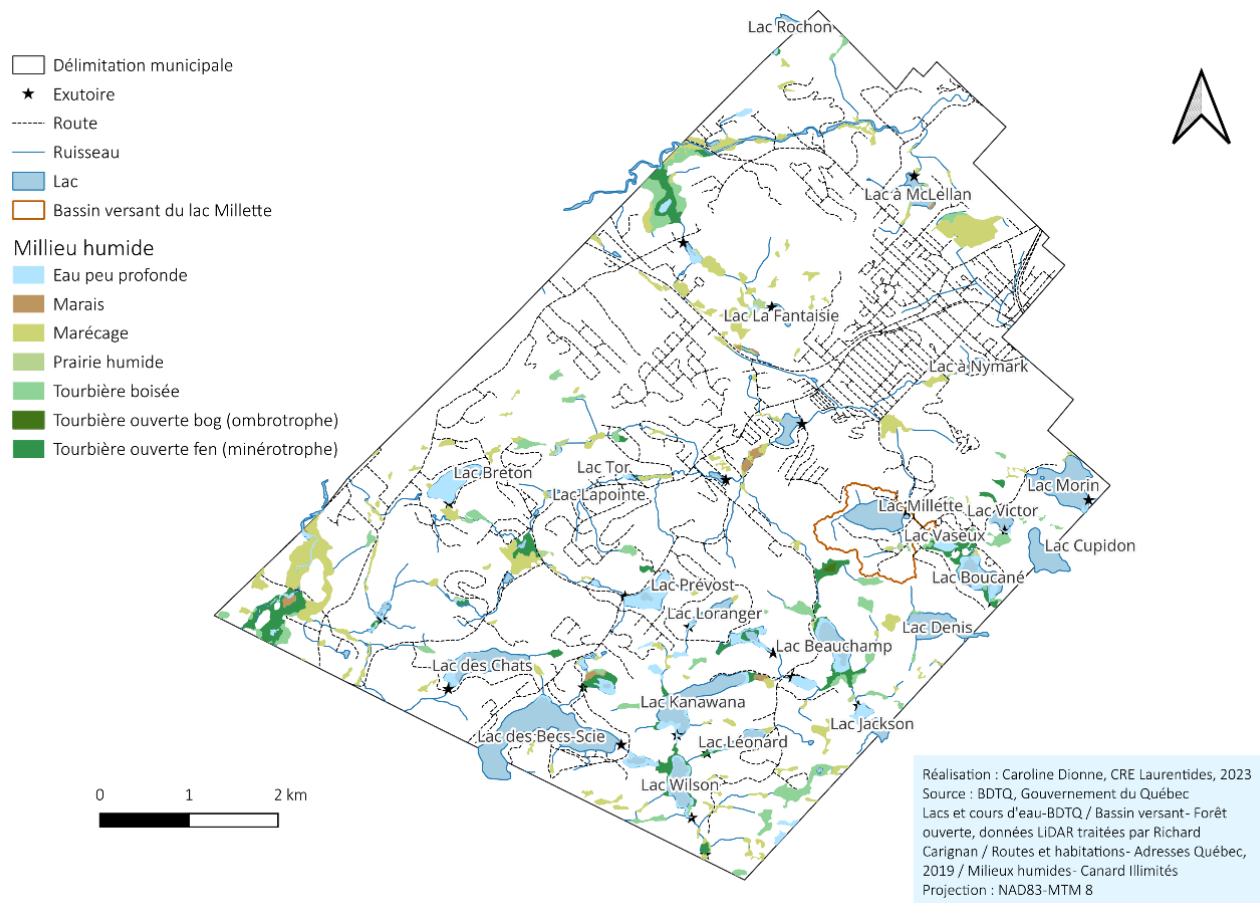 Délimitation municipale
Exutoire
Route
Ruisseau
Lac
Bassin versant du lac Millette
Millieu humide
Eau peu profonde
Marais
Marécage
Prairie humide
Tourbière boisée
Tourbière ouverte bog (ombrotrophe)
Tourbière ouverte fen (minérotrophe)
Lac Rochon
Lac à McLellan
Lac La Fantaisie
Lac à Nymark
Lac Breton
Lac Tor
Lac Lapointe
Lac Morin
Lac Millette
Lac Victor
Lac Vaseux
Lac Cupidon
Lac Boucané
Lac Prévost
Lac Loranger
Lac Denis
Lac Beauchamp
Lac des Chats
Lac Kanawana
Lac Jackson
Lac des Becs-Scie
Lac Léonard
Lac Wilson
0 1 2 km
Réalisation : Caroline Dionne, CRE Laurentides, 2023
Source : BDTQ, Gouvernement du Québec
Lacs et cours d'eau-BDTQ / Bassin versant- Forêt
ouverte, données LiDAR traitées par Richard
Carignan / Routes et habitations- Adresses Québec,
2019 / Milieux humides- Canard Illimités
Projection : NAD83-MTM 8